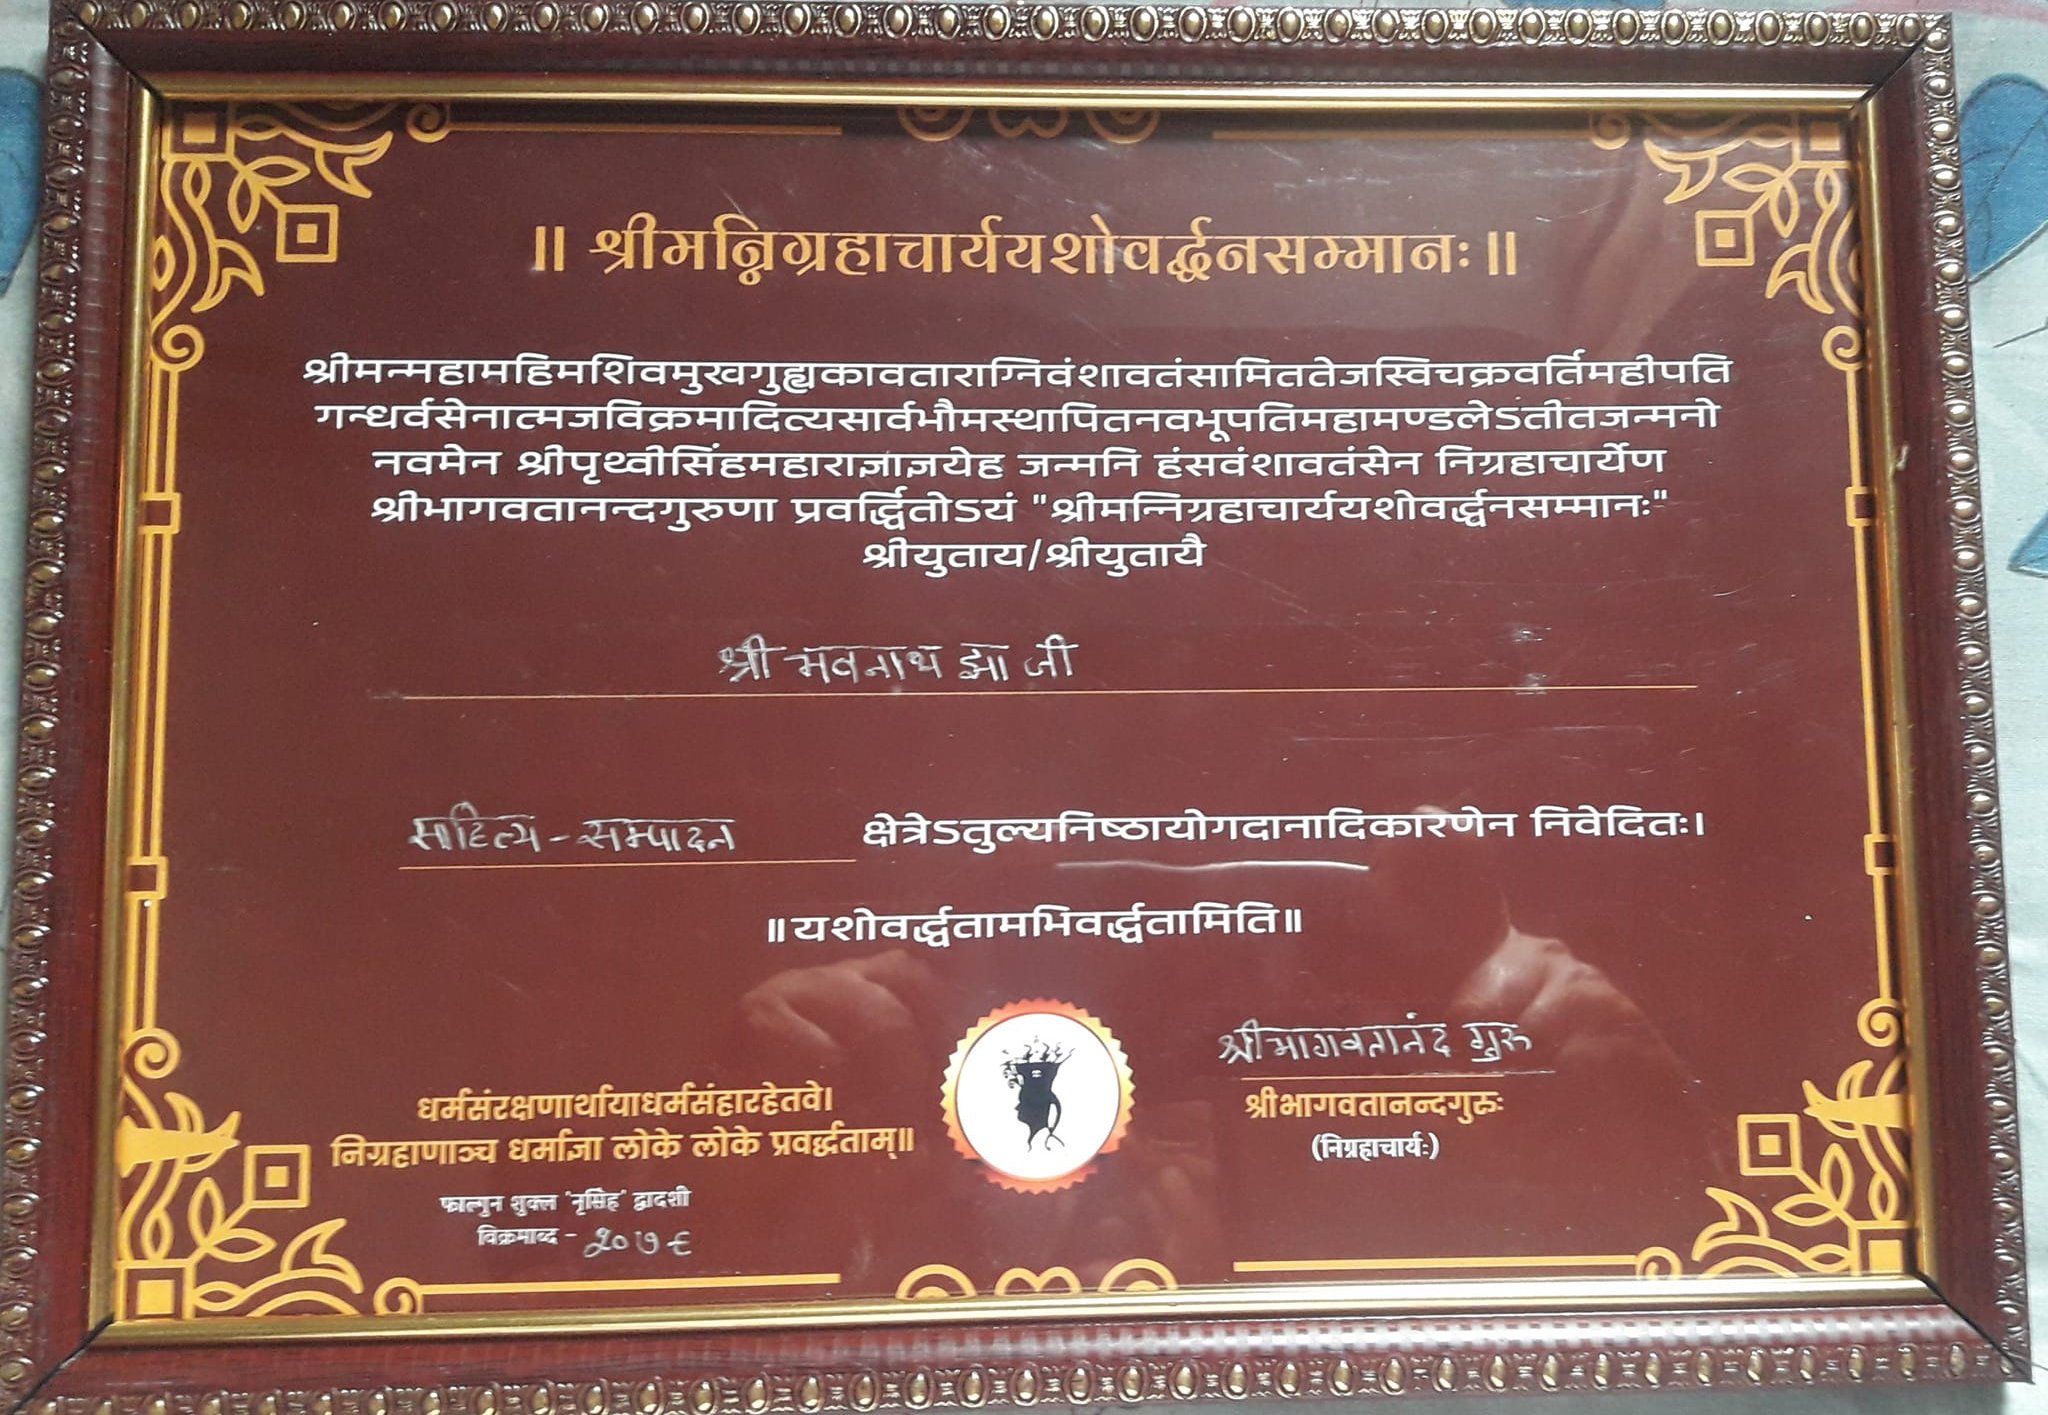 ॥ श्रीमन्निग्रहाचार्ययशोवर्द्धनसम्मानः॥
श्रीमन्महामहिमशिवमुखगुह्यकावताराग्निवंशावतंसामिततेजस्विचक्रवर्तिमहीपति
गन्धर्वसेनात्मजविक्रमादित्यसार्वभौमस्थापितनवभूपतिमहामण्डलेऽतीतजन्मनो
नवमेन श्रीपृथ्वीसिंहमहाराज्ञाज्ञयेह जन्मनि हंसवंशावतंसेन निग्रहाचार्येण
श्रीभागवतानन्दगुरुणा प्रवर्द्धितोऽयं "श्रीमन्निग्रहाचार्ययशोवर्द्धनसम्मानः"
श्रीयुताय/श्रीयुतायै
श्री भवनाथ झा जी
साहित्य - सम्पादन क्षेत्रेऽतुल्यनिष्ठायोगदानादिकारणेन निवेदितः।
॥यशोवर्द्धतामभिवर्द्धतामिति॥
धर्मसंरक्षणार्थायाधर्मसंहारहेतवे।
निग्रहाणाञ्च धर्माज्ञा लोके लोके प्रवर्द्धताम्॥
फाल्गुन शुक्ल "नृसिंह" द्वादशी
विक्रमाब्द - २०७९
श्रीभागवतानंद गुरु
श्रीभागवतानन्दगुरुः
(निग्रहाचार्यः)